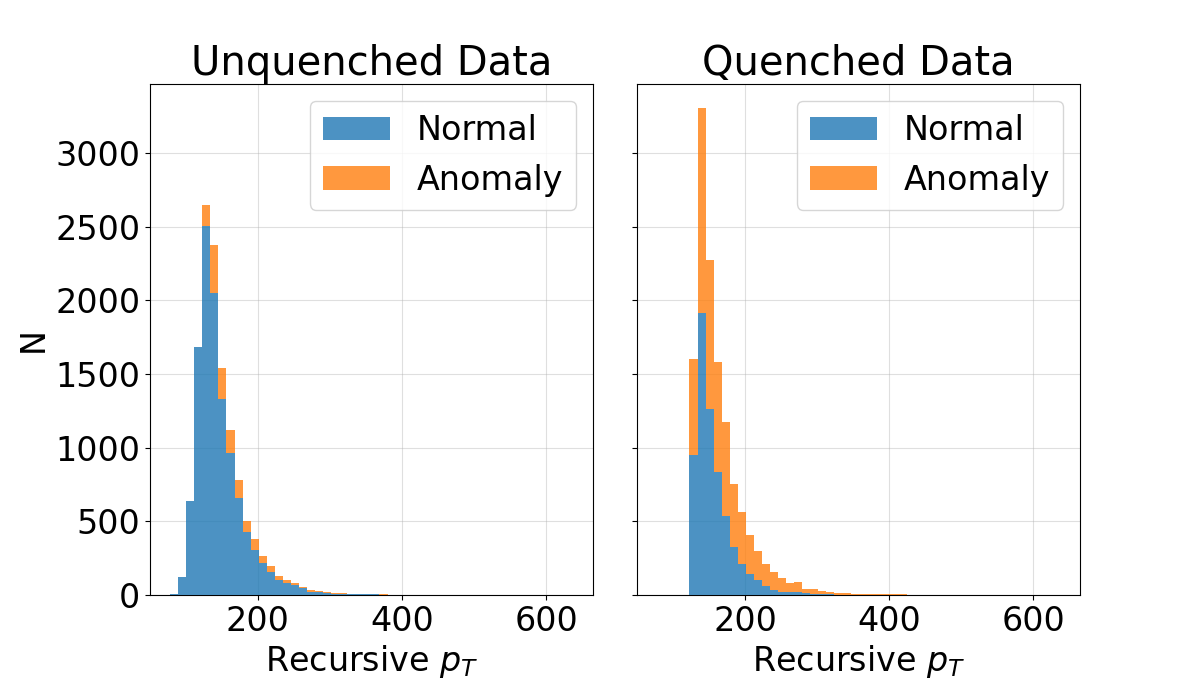 Unquenched Data
Quenched Data
Normal
Anomaly
Normal
Anomaly
3000
2500
2000
1500
1000
500
0
N
200
400
600
200
400
600
Recursive p_T
Recursive p_T